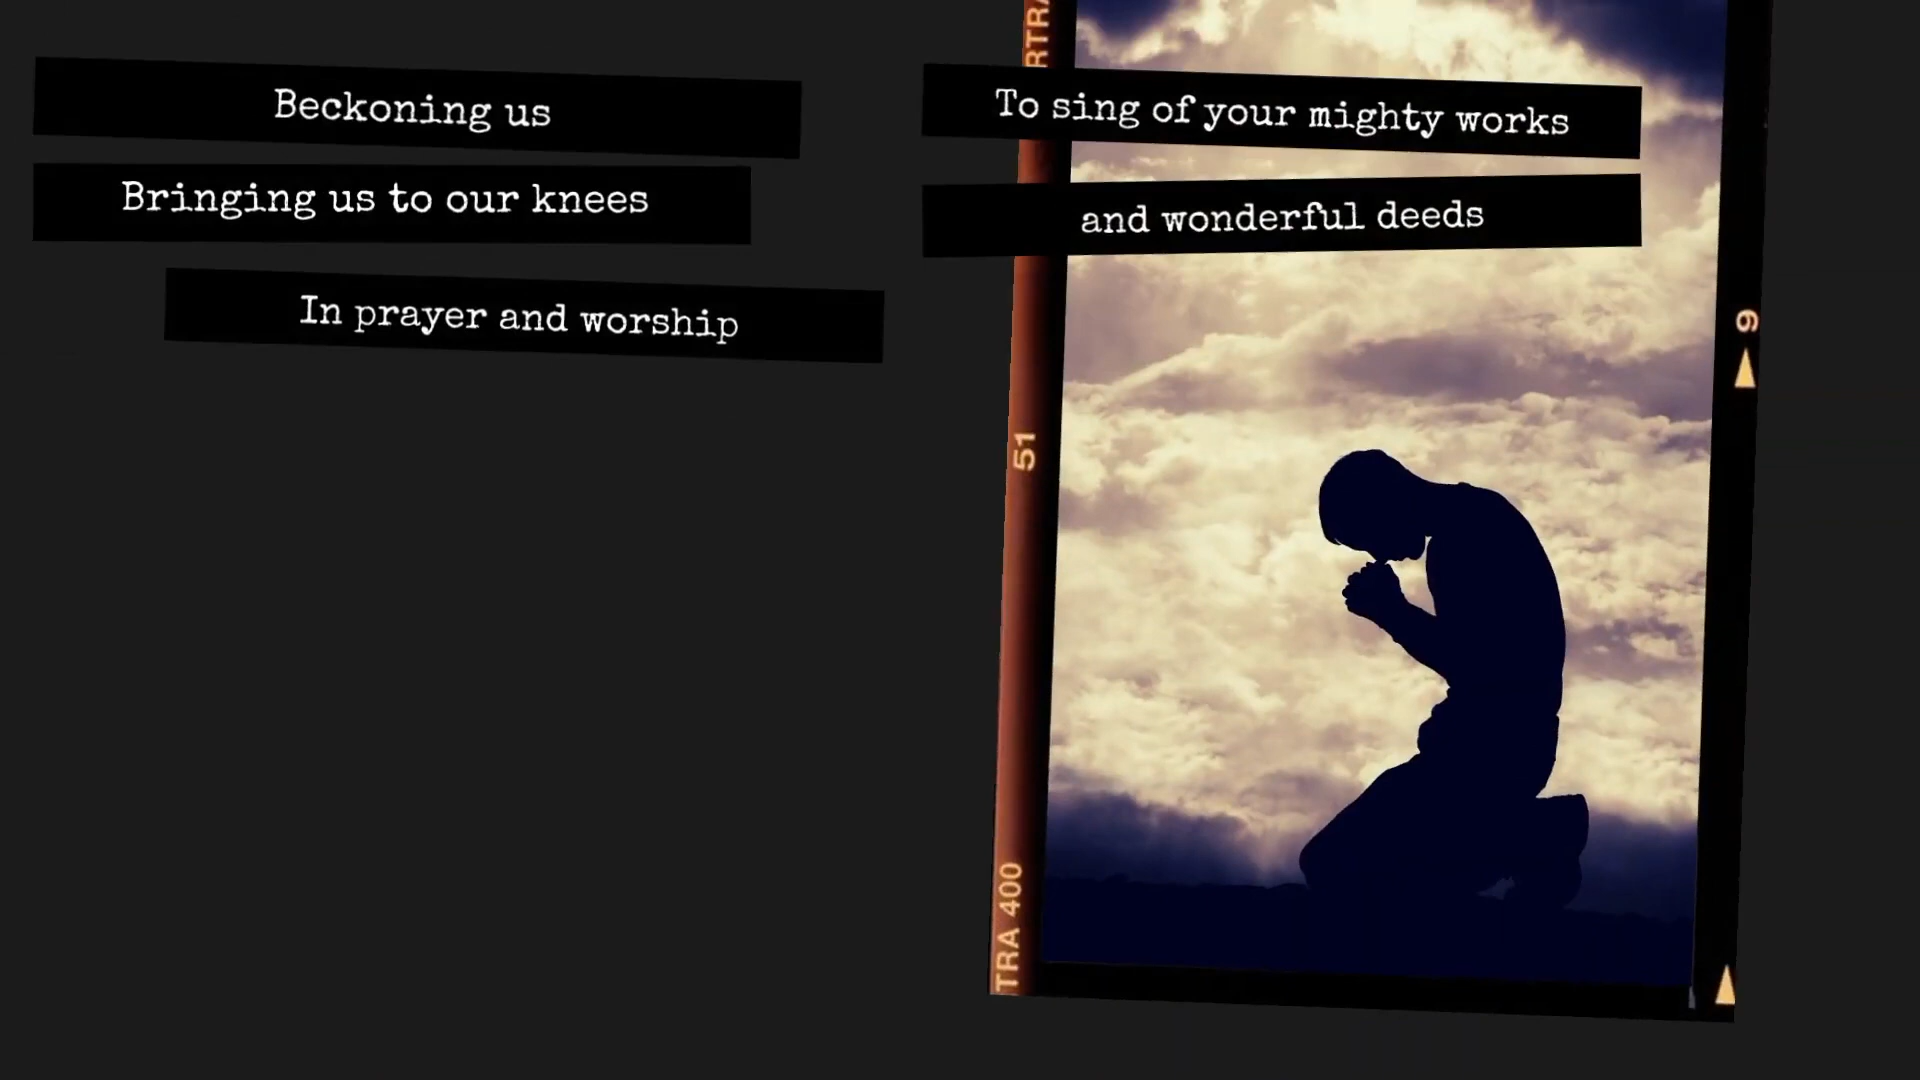 Beckoning us
Bringing us to our knees
In prayer and worship
To sing of your mighty works
and wonderful deeds
RTRA
51
TRA 400
9